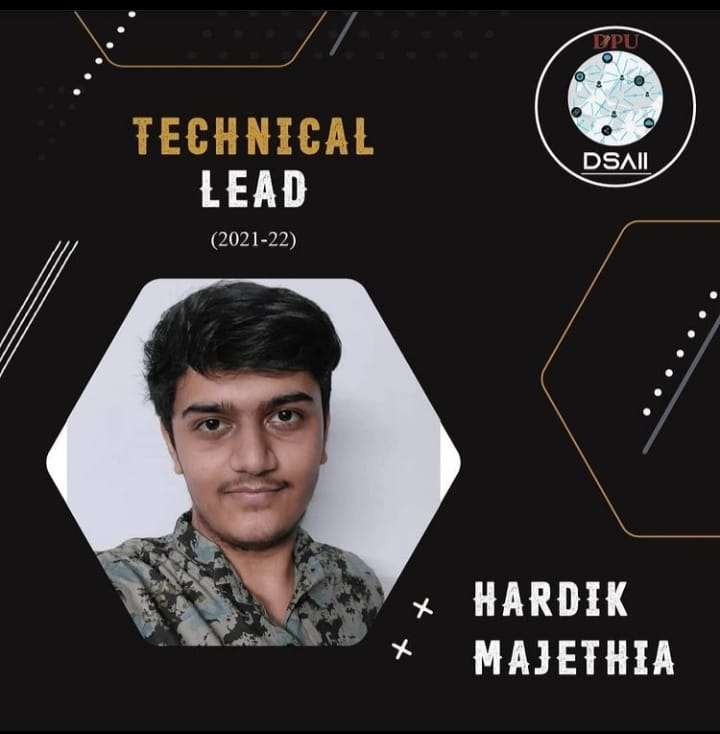 DPU
DSAII
TECHNICAL
LEAD
(2021-22)
HARDIK
MAJETHIA